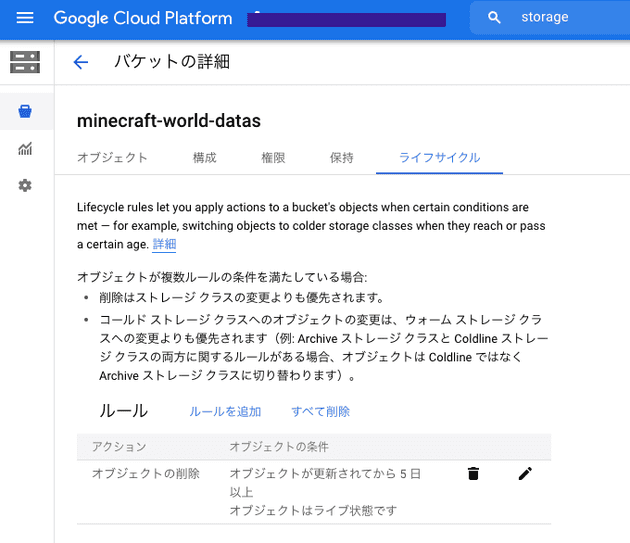 Google Cloud Platform
storage
バケットの詳細
minecraft-world-datas
オブジェクト 構成 権限 保持 ライフサイクル
Lifecycle rules let you apply actions to a bucket's objects when certain conditions are
met — for example, switching objects to colder storage classes when they reach or pass
a certain age. 詳細
オブジェクトが複数ルールの条件を満たしている場合:
• 削除はストレージ クラスの変更よりも優先されます。
• コールド ストレージ クラスへのオブジェクトの変更は、ウォーム ストレージ クラ
スへの変更よりも優先されます（例: Archive ストレージ クラスと Coldline ストレー
ジ クラスの両方に関するルールがある場合、オブジェクトは Coldline ではなく
Archive ストレージ クラスに切り替わります）。
ルール ルールを追加 すべて削除
アクション オブジェクトの条件
オブジェクトの削除 オブジェクトが更新されてから 5 日
以上
オブジェクトはライブ状態です